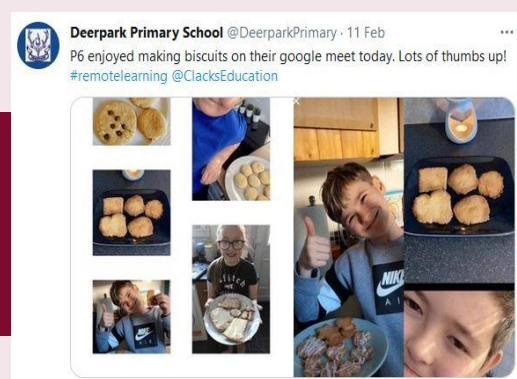 Deerpark Primary School @DeerparkPrimary · 11 Feb
P6 enjoyed making biscuits on their google meet today. Lots of thumbs up!
#remotelearning @ClacksEducation
fitch
NIKE
AIR
NIKE
AIR